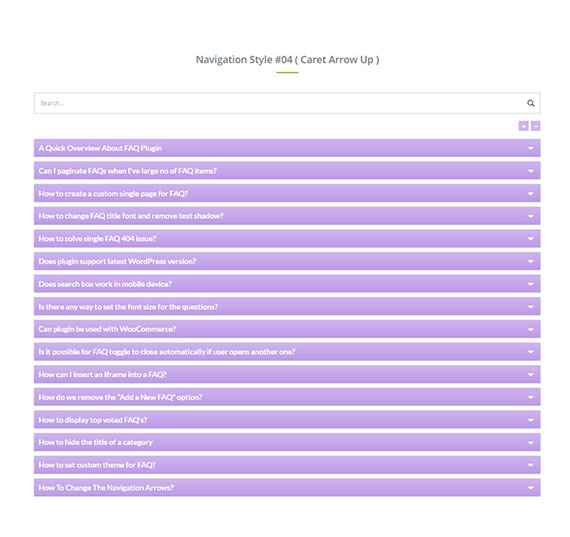 Navigation Style #04 ( Caret Arrow Up )
Search...
A Quick Overview About FAQ Plugin
Can I paginate FAQs when I've large no of FAQ items?
How to create a custom single page for FAQ?
How to change FAQ title font and remove text shadow?
How to solve single FAQ 404 issue?
Does plugin support latest WordPress version?
Does search box work in mobile device?
Is there any way to set the font size for the questions?
Can plugin be used with WooCommerce?
Is it possible for FAQ toggle to close automatically if user opens another one?
How can I insert an Iframe into a FAQ?
How do we remove the “Add a New FAQ” option?
How to display top voted FAQ's?
How to hide the title of a category
How to set custom theme for FAQ?
How To Change The Navigation Arrows?